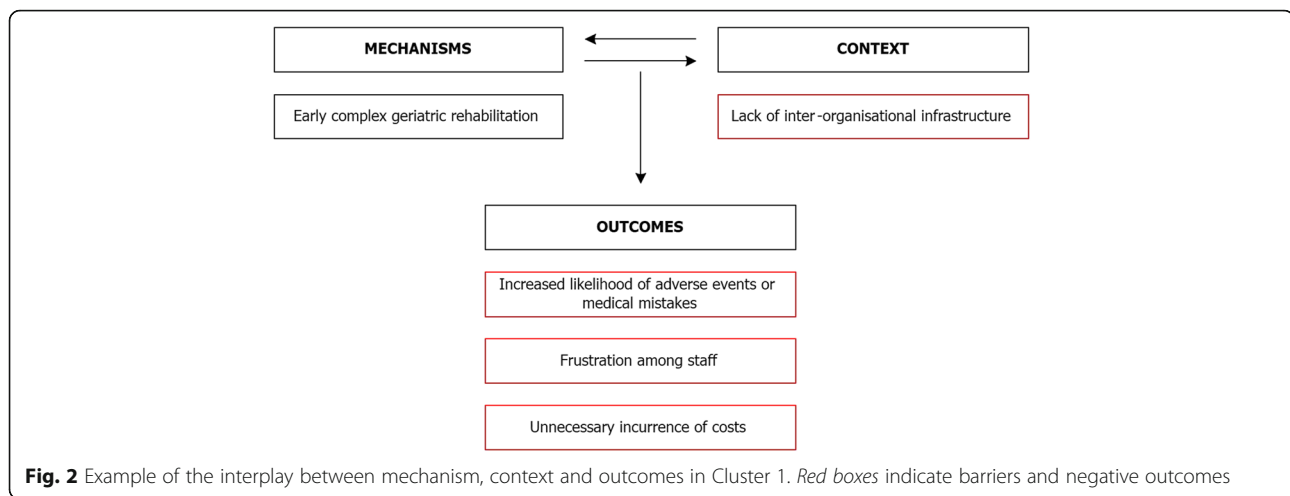 MECHANISMS
CONTEXT
Early complex geriatric rehabilitation
Lack of inter-organisational infrastructure
OUTCOMES
Increased likelihood of adverse events or
medical mistakes
Frustration among staff
Unnecessary incurrence of costs
Fig. 2 Example of the interplay between mechanism, context and outcomes in Cluster 1. Red boxes indicate barriers and negative outcomes